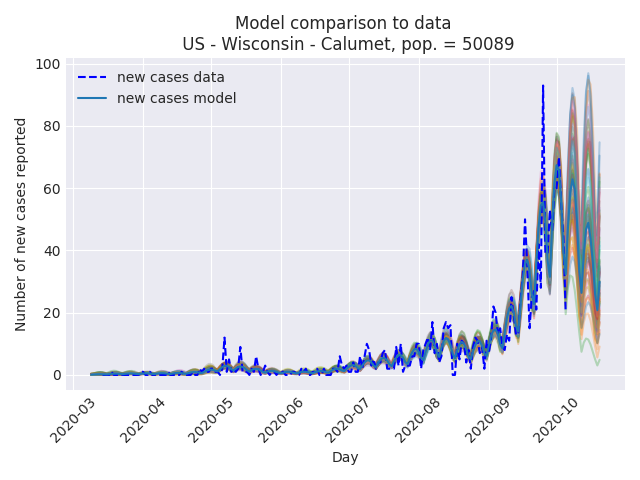 Model comparison to data
US - Wisconsin - Calumet, pop. = 50089
new cases data
new cases model
Number of new cases reported
100
80
60
40
20
0
2020-03
2020-04
2020-05
2020-06
2020-07
2020-08
2020-09
2020-10
Day